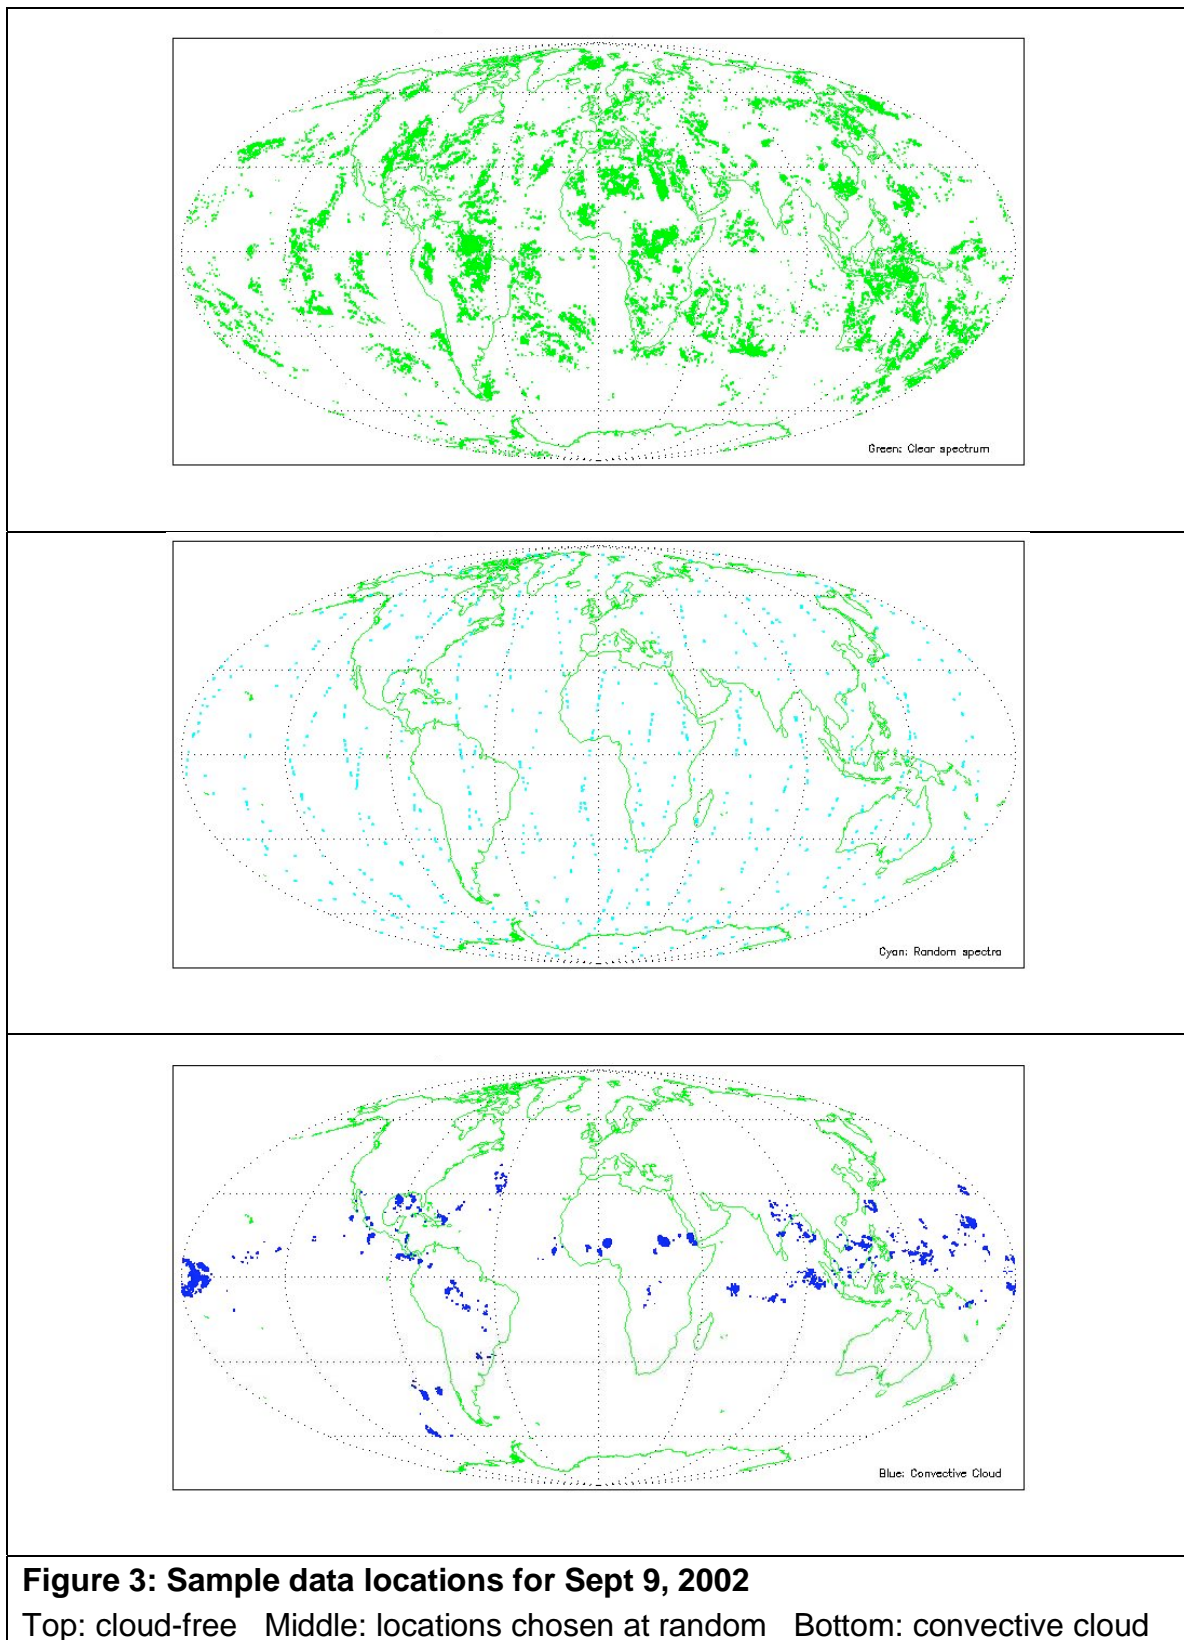 Green: Clear spectrum
Cyan: Random spectra
Blue: Convective Cloud
Figure 3: Sample data locations for Sept 9, 2002
Top: cloud-free Middle: locations chosen at random Bottom: convective cloud